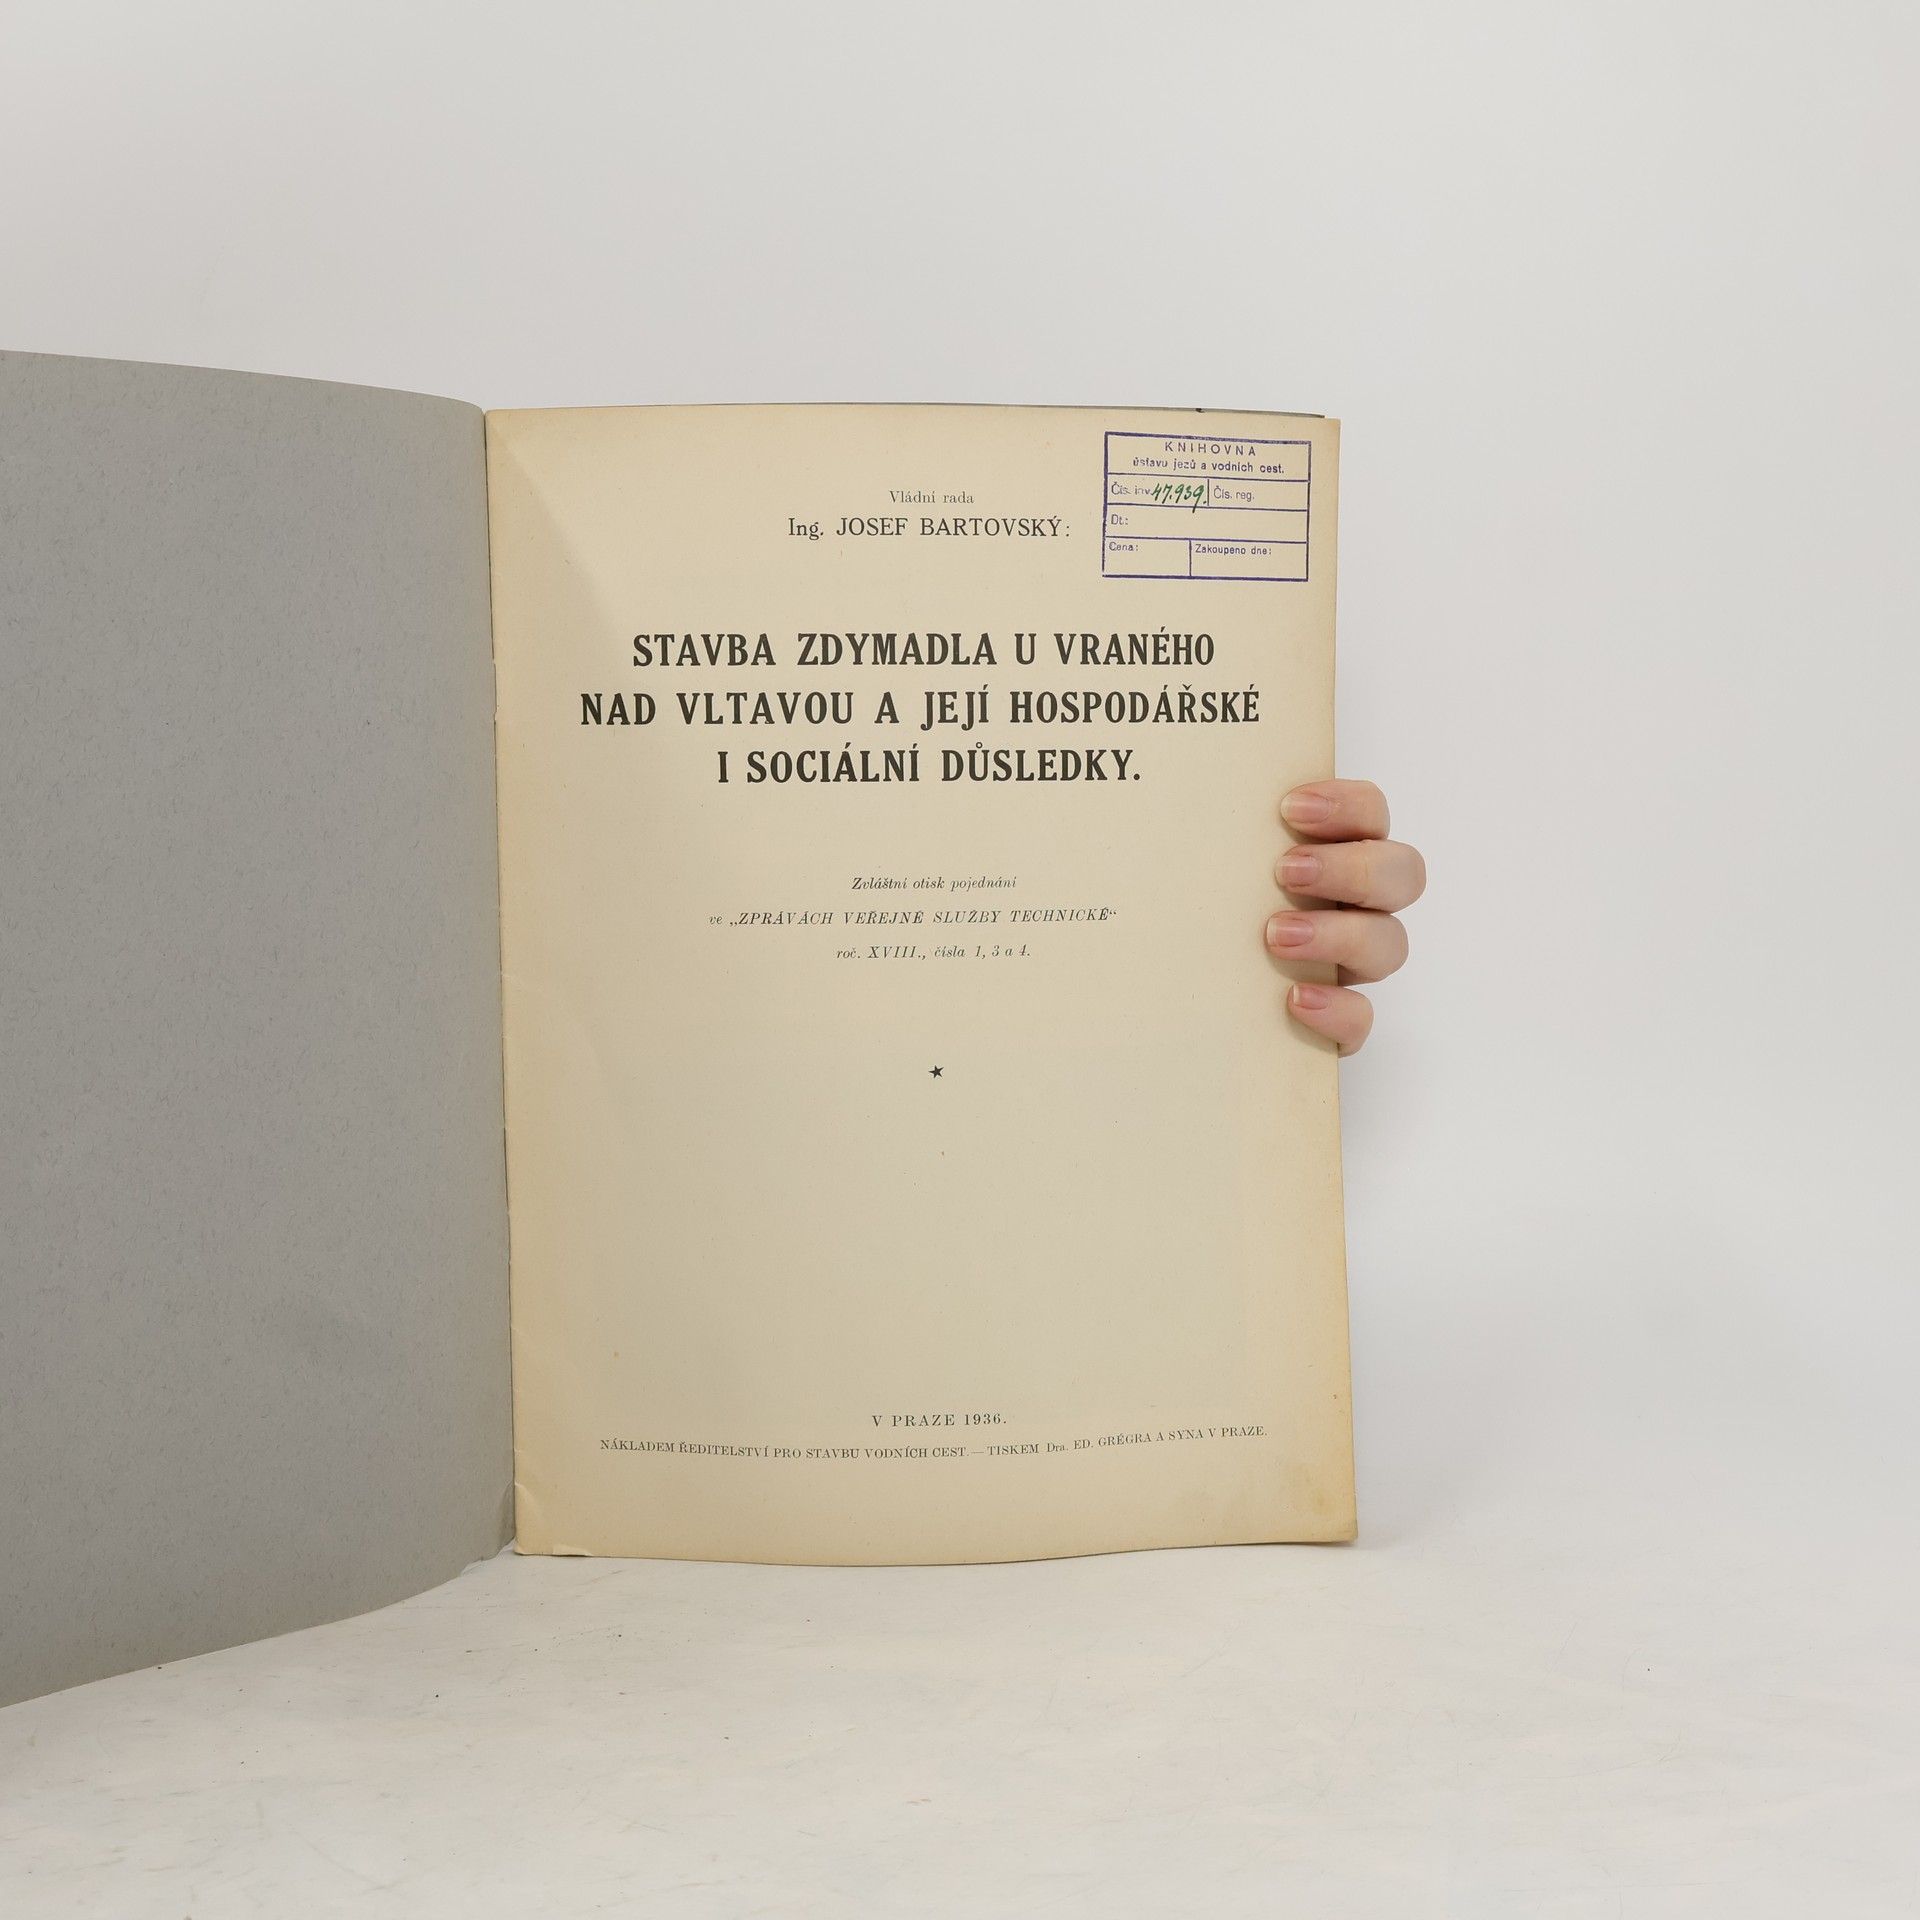 KNIHOVNA
ústavu jezů a vodních cest.
Čís. inv. 47.939. Čís. reg.
Dt:
Cena: Zakoupeno dne:
Vládní rada
Ing. JOSEF BARTOVSKÝ:
STAVBA ZDYMADLA U VRANÉHO
NAD VLTAVOU A JEJÍ HOSPODÁŘSKÉ
I SOCIÁLNÍ DŮSLEDKY.
Zvláštní otisk pojednání
ve „ZPRÁVÁCH VEŘEJNÉ SLUŽBY TECHNICKÉ“
roč. XVIII., čísla 1, 3 a 4.
V PRAZE 1936.
NÁKLADEM ŘEDITELSTVÍ PRO STAVBU VODNÍCH CEST. — TISKEM Dra. ED. GRÉGRA A SYNA V PRAZE.